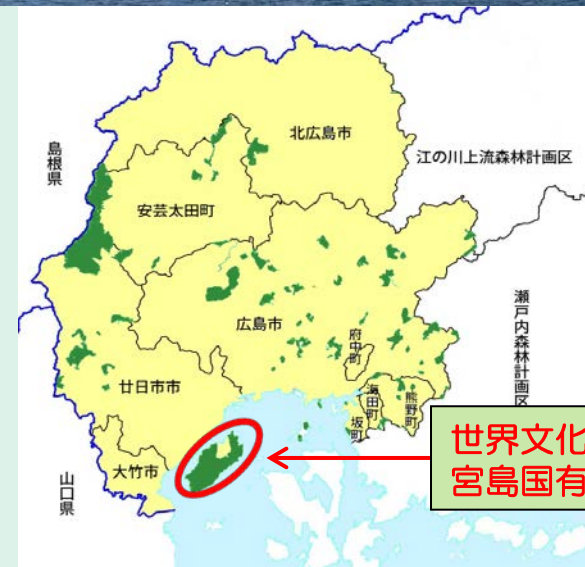 北広島市
島根県
江の川上流森林計画区
安芸太田町
広島市
府中町
瀬戸内森林計画区
海田町
熊野町
坂町
廿日市市
大竹市
山口県
世界文化
宮島国有